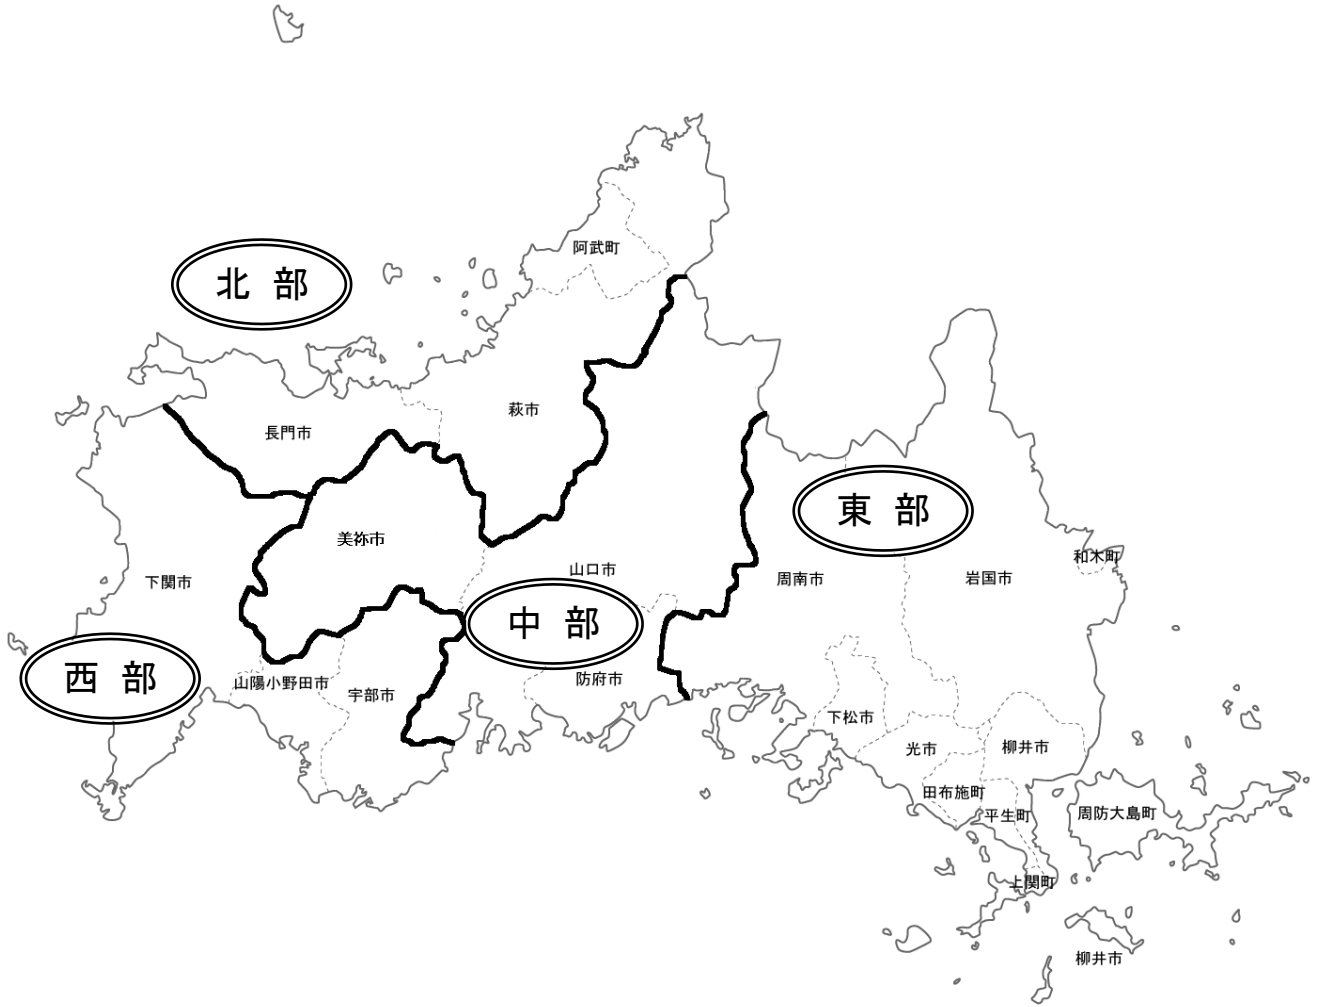 阿武町
北 部
萩市
長門市
東 部
美祢市
和木町
山口市
下関市
周南市
岩国市
中 部
西 部
山陽小野田市
宇部市
防府市
下松市
光市
柳井市
田布施町
平生町
周防大島町
上関町
柳井市